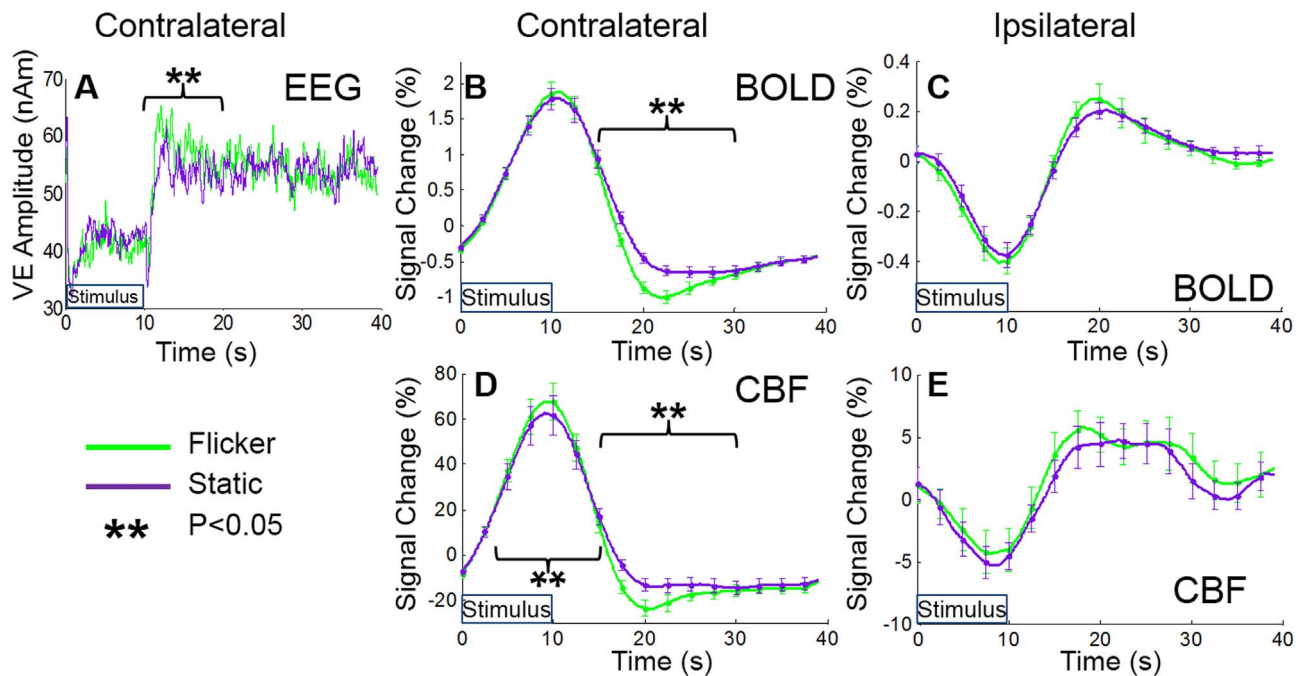 Contralateral
Contralateral
Ipsilateral
A
**
EEG
VE Amplitude (nAm)
70
60
50
40
30
Stimulus
0
10
20
30
40
Time (s)
B
**
BOLD
Signal Change (%)
2
1.5
1
0.5
0
-0.5
-1
Stimulus
0
10
20
30
40
Time (s)
C
BOLD
Signal Change (%)
0.4
0.2
0
-0.2
-0.4
Stimulus
0
10
20
30
40
Time (s)
Flicker
Static
** P<0.05
D
**
**
CBF
Signal Change (%)
80
60
40
20
0
-20
Stimulus
0
10
20
30
40
Time (s)
E
CBF
Signal Change (%)
10
5
0
-5
-10
Stimulus
0
10
20
30
40
Time (s)